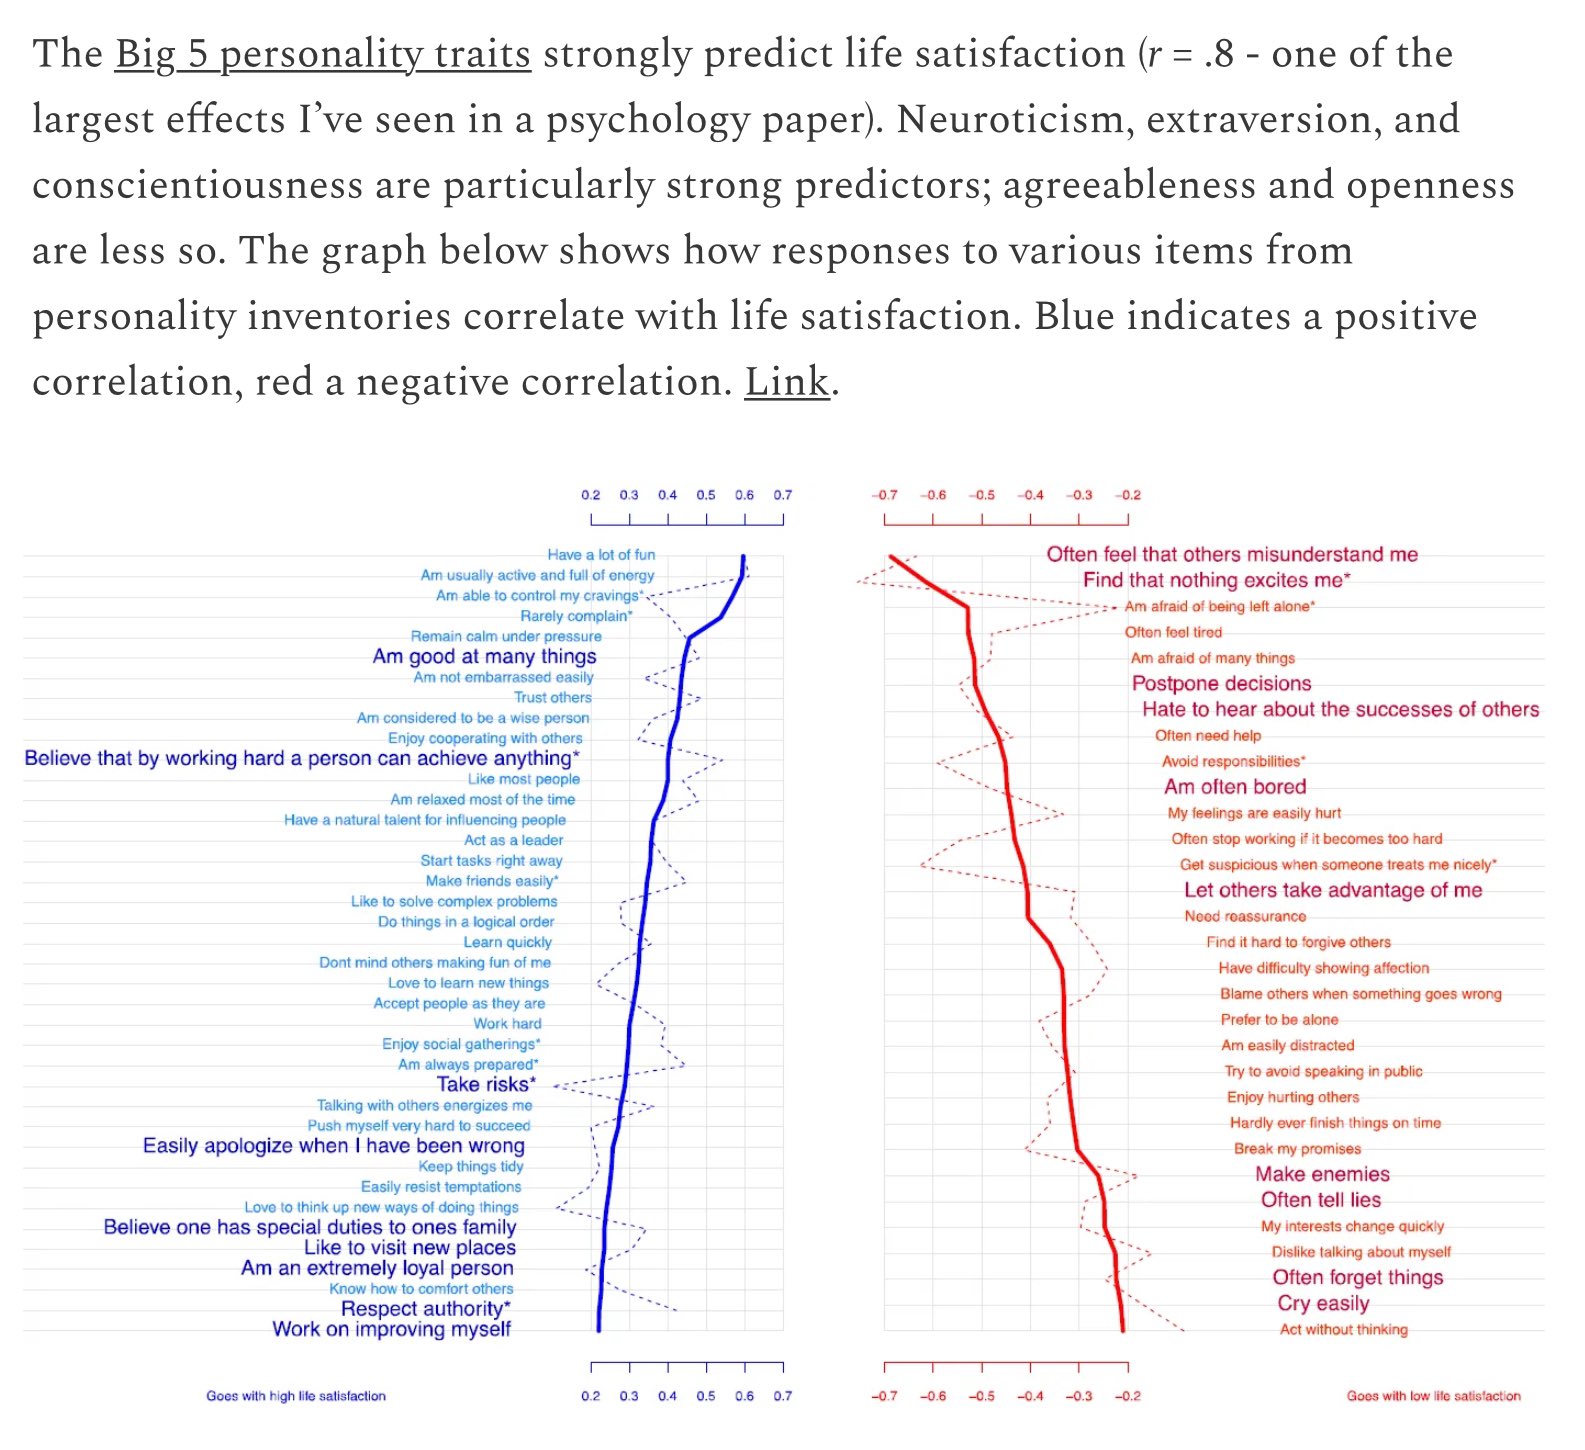 The Big 5 personality traits strongly predict life satisfaction (r = .8 - one of the
largest effects I’ve seen in a psychology paper). Neuroticism, extraversion, and
conscientiousness are particularly strong predictors; agreeableness and openness
are less so. The graph below shows how responses to various items from
personality inventories correlate with life satisfaction. Blue indicates a positive
correlation, red a negative correlation. Link.
0.2 0.3 0.4 0.5 0.6 0.7
Have a lot of fun
Am usually active and full of energy
Am able to control my cravings*
Rarely complain*
Remain calm under pressure
Am good at many things
Am not embarrassed easily
Trust others
Am considered to be a wise person
Enjoy cooperating with others
Believe that by working hard a person can achieve anything*
Like most people
Am relaxed most of the time
Have a natural talent for influencing people
Act as a leader
Start tasks right away
Make friends easily*
Like to solve complex problems
Do things in a logical order
Learn quickly
Dont mind others making fun of me
Love to learn new things
Accept people as they are
Work hard
Enjoy social gatherings*
Am always prepared*
Take risks*
Talking with others energizes me
Push myself very hard to succeed
Easily apologize when I have been wrong
Keep things tidy
Easily resist temptations
Love to think up new ways of doing things
Believe one has special duties to ones family
Like to visit new places
Am an extremely loyal person
Know how to comfort others
Respect authority*
Work on improving myself
Goes with high life satisfaction
0.2 0.3 0.4 0.5 0.6 0.7
−0.7 −0.6 −0.5 −0.4 −0.3 −0.2
Often feel that others misunderstand me
Find that nothing excites me*
Am afraid of being left alone*
Often feel tired
Am afraid of many things
Postpone decisions
Hate to hear about the successes of others
Often need help
Avoid responsibilities*
Am often bored
My feelings are easily hurt
Often stop working if it becomes too hard
Get suspicious when someone treats me nicely*
Let others take advantage of me
Need reassurance
Find it hard to forgive others
Have difficulty showing affection
Blame others when something goes wrong
Prefer to be alone
Am easily distracted
Try to avoid speaking in public
Enjoy hurting others
Hardly ever finish things on time
Break my promises
Make enemies
Often tell lies
My interests change quickly
Dislike talking about myself
Often forget things
Cry easily
Act without thinking
−0.7 −0.6 −0.5 −0.4 −0.3 −0.2
Goes with low life satisfaction